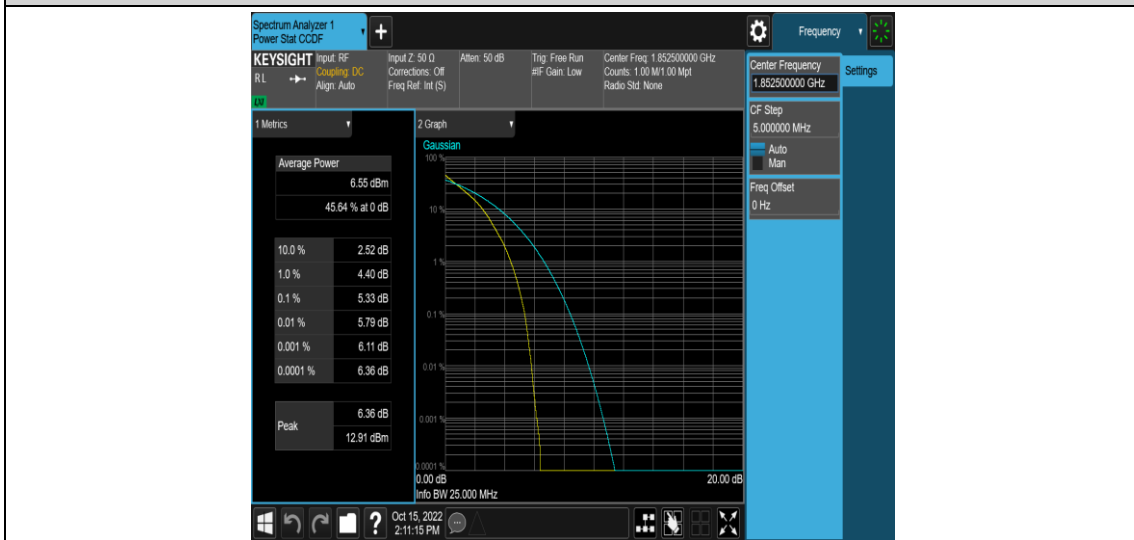 Spectrum Analyzer 1
Power Stat CCDF
+
Frequency
KEYSIGHT
RL
LXI
Input: RF
Coupling: DC
Align: Auto
Input Z: 50 Ω
Corrections: Off
Freq Ref: Int (S)
Atten: 50 dB
Trig: Free Run
#IF Gain: Low
Center Freq: 1.852500000 GHz
Counts: 1.00 M/1.00 Mpt
Radio Std: None
Center Frequency
1.852500000 GHz
Settings
CF Step
5.000000 MHz
Auto
Man
Freq Offset
0 Hz
1 Metrics
Average Power
6.55 dBm
45.64 % at 0 dB
10.0 % 2.52 dB
1.0 % 4.40 dB
0.1 % 5.33 dB
0.01 % 5.79 dB
0.001 % 6.11 dB
0.0001 % 6.36 dB
Peak
6.36 dB
12.91 dBm
2 Graph
Gaussian
100 %
10 %
1 %
0.1 %
0.01 %
0.001 %
0.0001 %
0.00 dB 20.00 dB
Info BW 25.000 MHz
?
Oct 15, 2022
2:11:15 PM